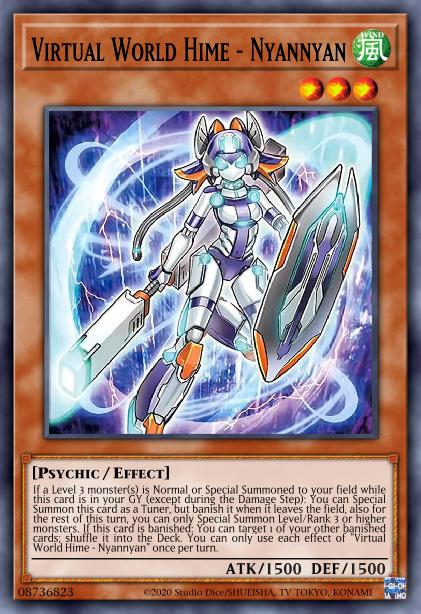 Virtual World Hime - Nyannyan
WIND
風
[Psychic / Effect]
If a Level 3 monster(s) is Normal or Special Summoned to your field while
this card is in your GY (except during the Damage Step): You can Special
Summon this card as a Tuner, but banish it when it leaves the field, also for
the rest of this turn, you can only Special Summon Level/Rank 3 or higher
monsters. If this card is banished: You can target 1 of your other banished
cards; shuffle it into the Deck. You can only use each effect of "Virtual
World Hime - Nyannyan" once per turn.
ATK/1500 DEF/1500
08736823
©2020 Studio Dice/SHUEISHA, TV TOKYO, KONAMI